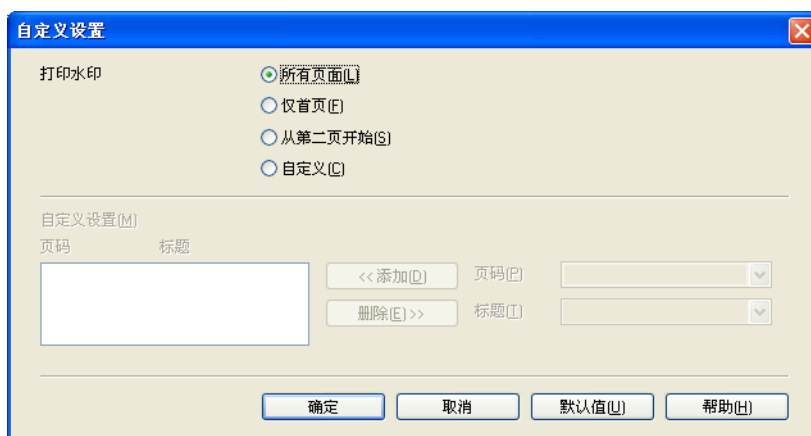 自定义设置
打印水印
所有页面(L)
仅首页(F)
从第二页开始(S)
自定义(C)
自定义设置(M)
页码 标题
<< 添加(D) 页码(P)
删除(E) >> 标题(T)
确定 取消 默认值(U) 帮助(H)